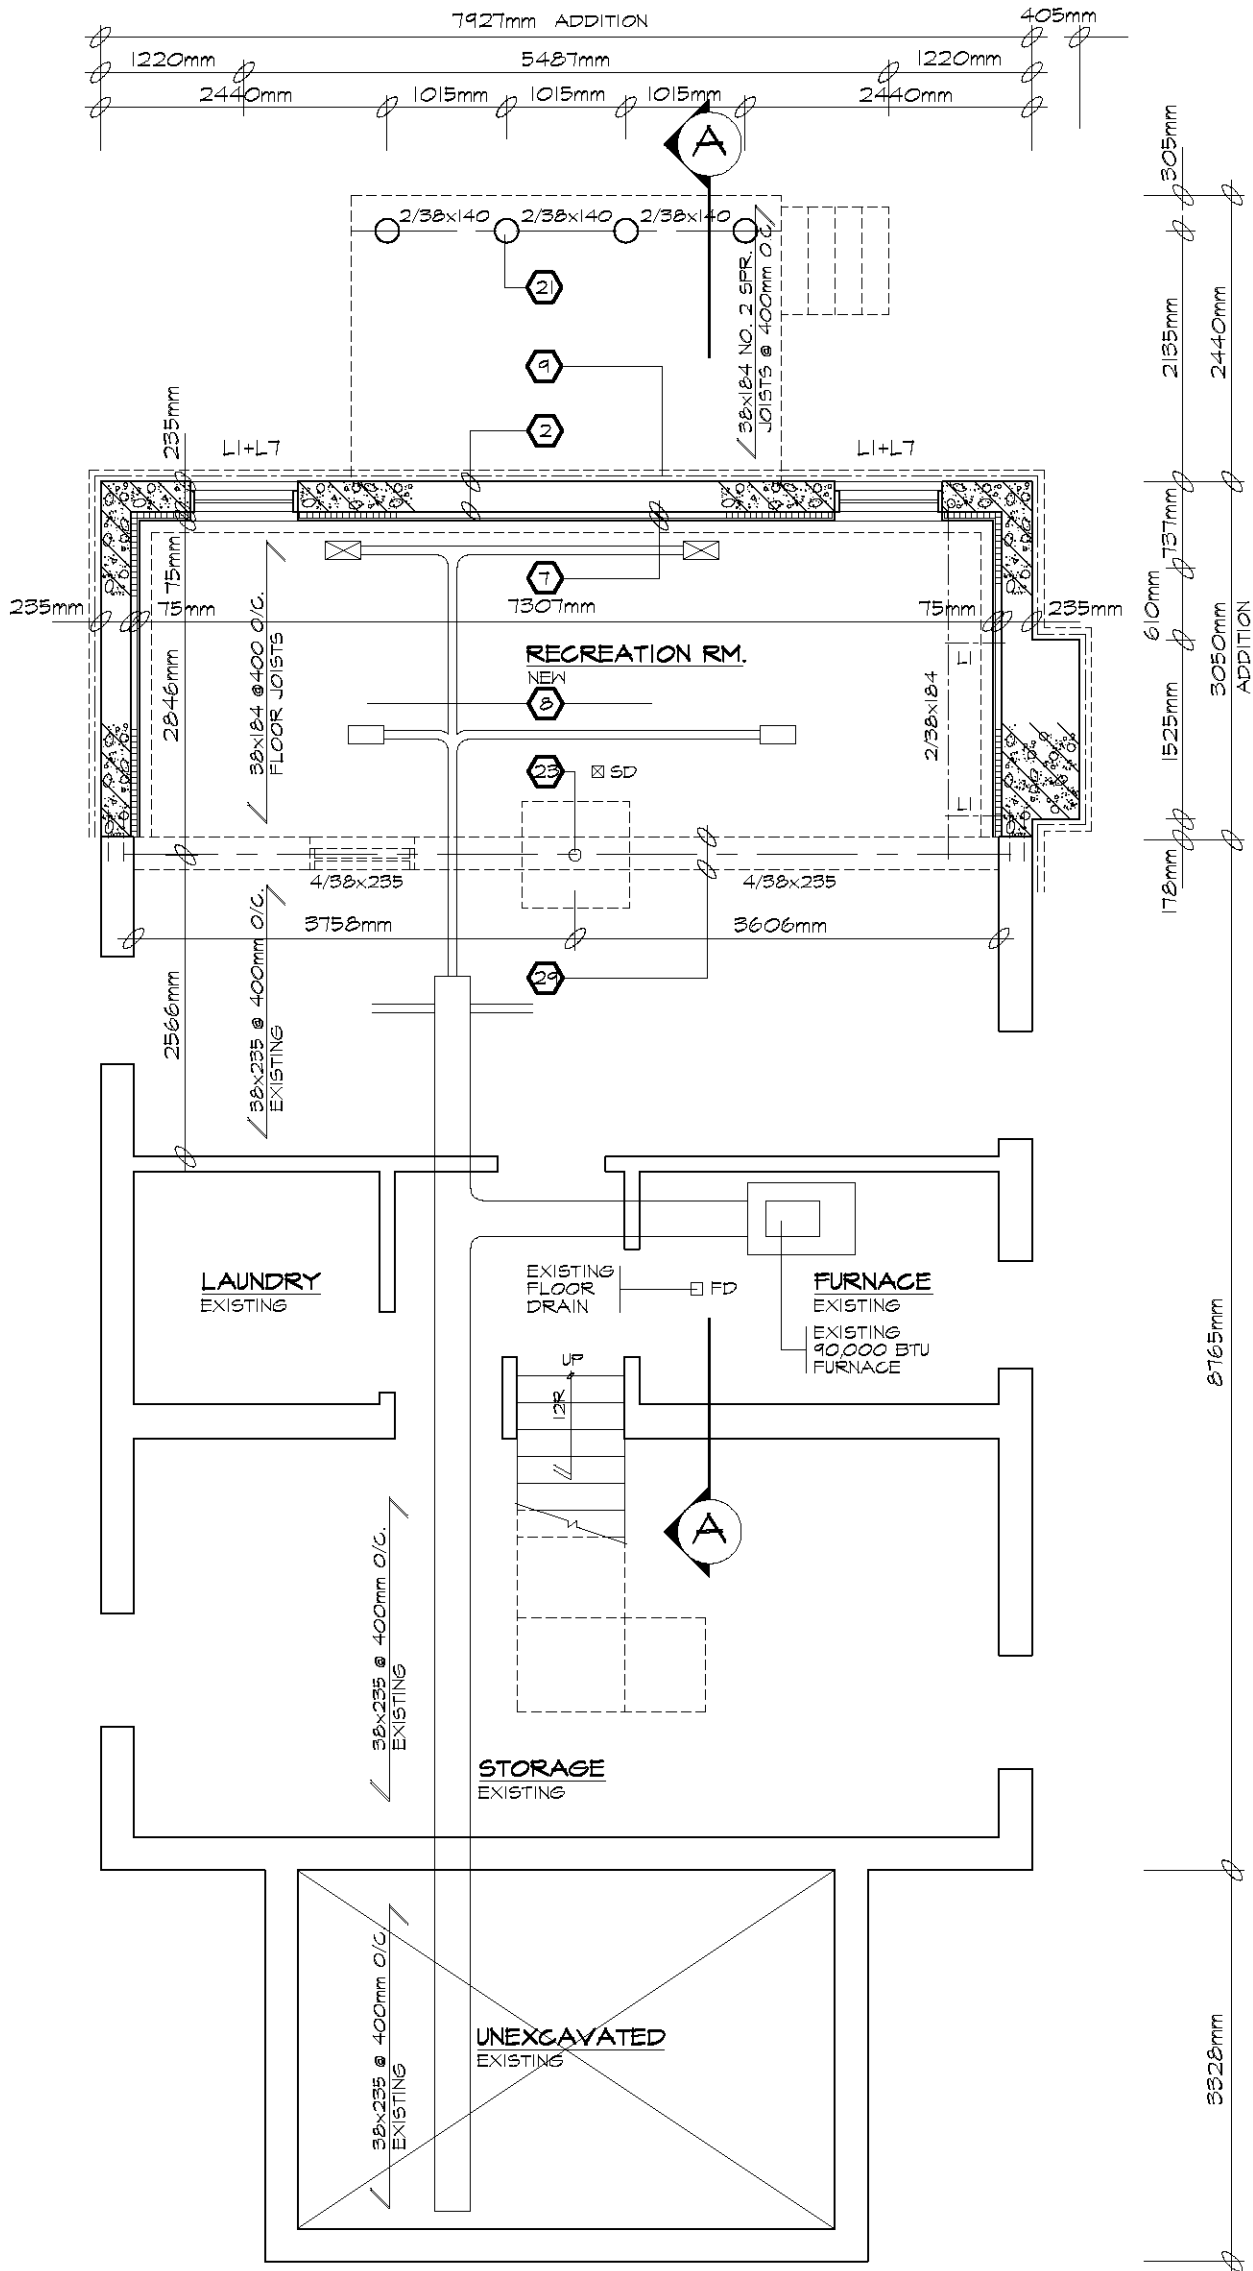 7927mm ADDITION
405mm
1220mm
5487mm
1220mm
2440mm
1015mm
1015mm
1015mm
2440mm
A
305mm
2/38x140
2/38x140
2/38x140
21
38x184 NO. 2 SPR.
JOISTS @ 400mm O.C.
2135mm
2440mm
9
2
235mm
L1+L7
L1+L7
75mm
737mm
7
235mm
75mm
7307mm
75mm
235mm
610mm
3050mm
ADDITION
38x184 @400 O/C.
FLOOR JOISTS
RECREATION RM.
NEW
L1
2846mm
8
2/38x184
1525mm
23
SD
L1
4/38x235
4/38x235
178mm
3758mm
3606mm
29
38x235 @ 400mm O/C.
EXISTING
2566mm
LAUNDRY
EXISTING
EXISTING
FLOOR
DRAIN
FD
FURNACE
EXISTING
EXISTING
90,000 BTU
FURNACE
UP
12R
8765mm
A
38x235 @ 400mm O/C.
EXISTING
STORAGE
EXISTING
38x235 @ 400mm O/C
EXISTING
UNEXCAVATED
EXISTING
3328mm